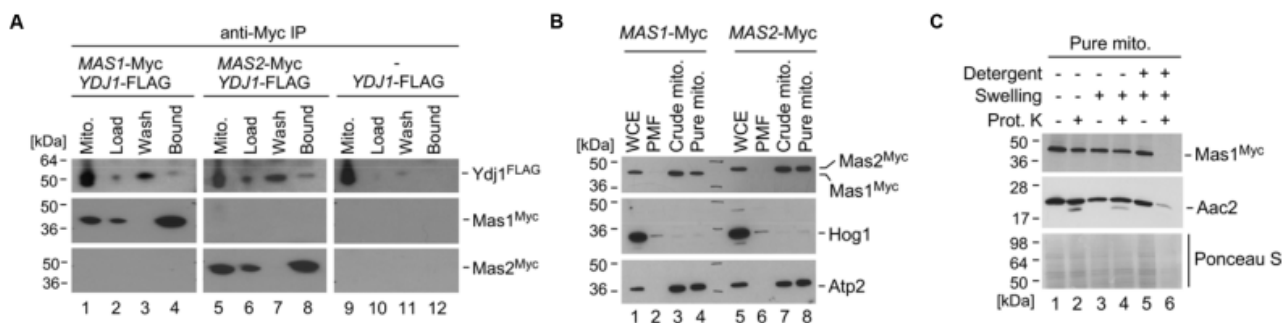 A
anti-Myc IP
MAS1-Myc
YDJ1-FLAG
MAS2-Myc
YDJ1-FLAG
-
YDJ1-FLAG
[kDa]
Mito.
Load
Wash
Bound
Mito.
Load
Wash
Bound
Mito.
Load
Wash
Bound
64
50
Ydj1FLAG
50
36
Mas1Myc
50
36
Mas2Myc
1 2 3 4 5 6 7 8 9 10 11 12
B
MAS1-Myc MAS2-Myc
[kDa]
WCE
PMF
Crude mito.
Pure mito.
WCE
PMF
Crude mito.
Pure mito.
50
36
Mas2Myc
Mas1Myc
50
36
Hog1
50
36
Atp2
1 2 3 4 5 6 7 8
C
Pure mito.
Detergent - - - - + +
Swelling - - + + + +
Prot. K - + - + - +
50
36
Mas1Myc
28
17
Aac2
98
64
50
Ponceau S
[kDa] 1 2 3 4 5 6